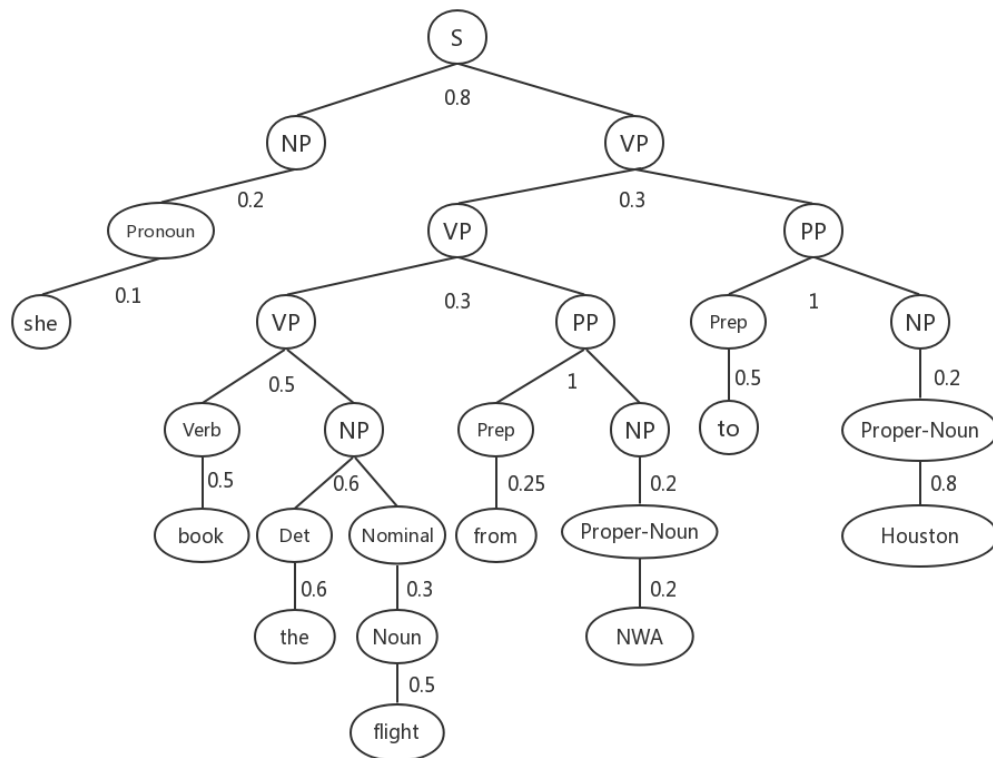 S
0.8
NP VP
0.2 0.3
Pronoun VP PP
0.1 0.3 1
she VP PP Prep NP
0.5 1 0.5 0.2
Verb NP Prep NP to Proper-Noun
0.5 0.6 0.25 0.2 0.8
book Det Nominal from Proper-Noun Houston
0.6 0.3 0.2
the Noun NWA
0.5
flight